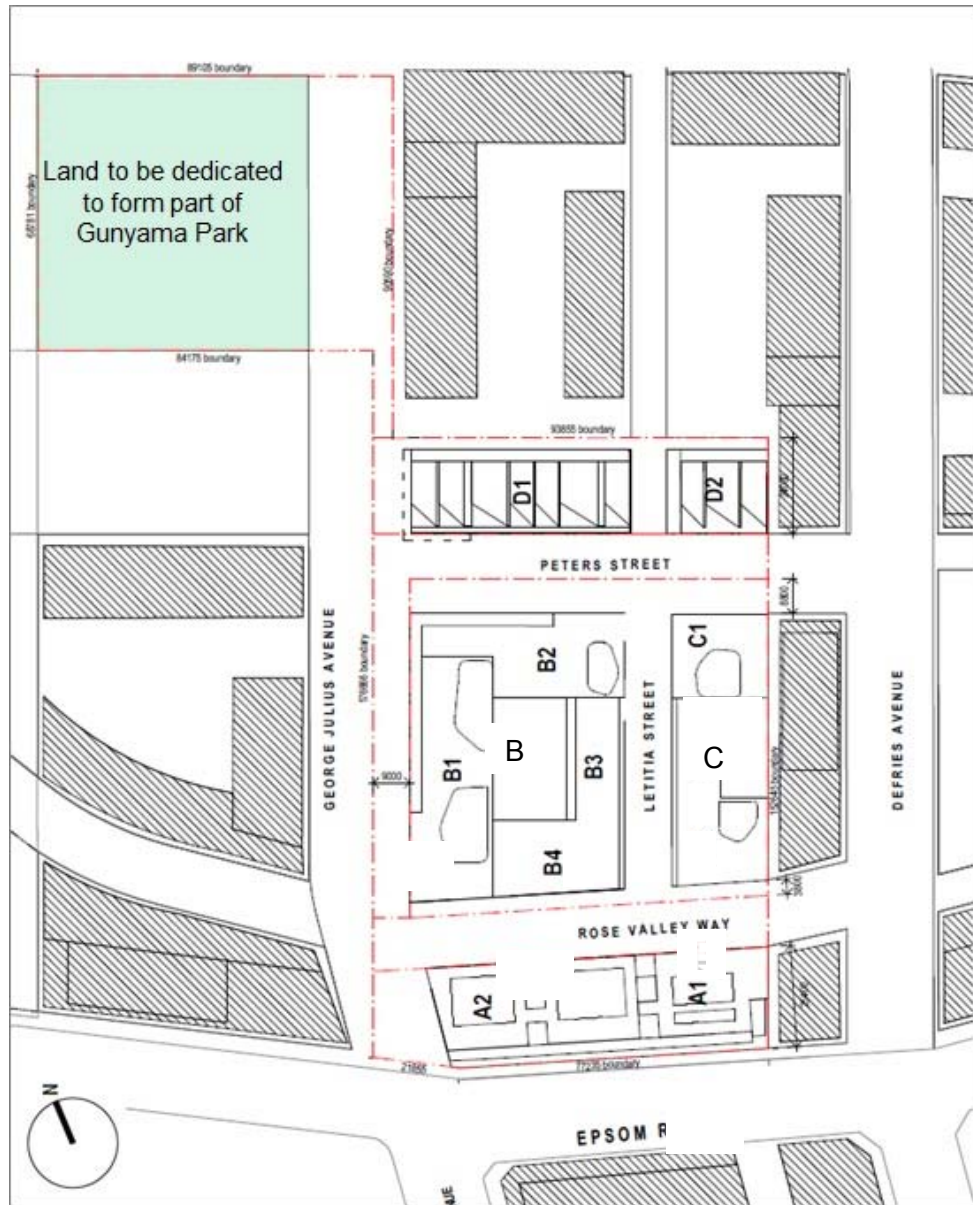 89105 boundary
Land to be dedicated
to form part of
Gunyama Park
84175 boundary
93855 boundary
D1
D2
PETERS STREET
GEORGE JULIUS AVENUE
B1
B2
B
B3
B4
LETITIA STREET
C1
C
DEFRIES AVENUE
9000
ROSE VALLEY WAY
A2
A1
21855
N
EPSOM R